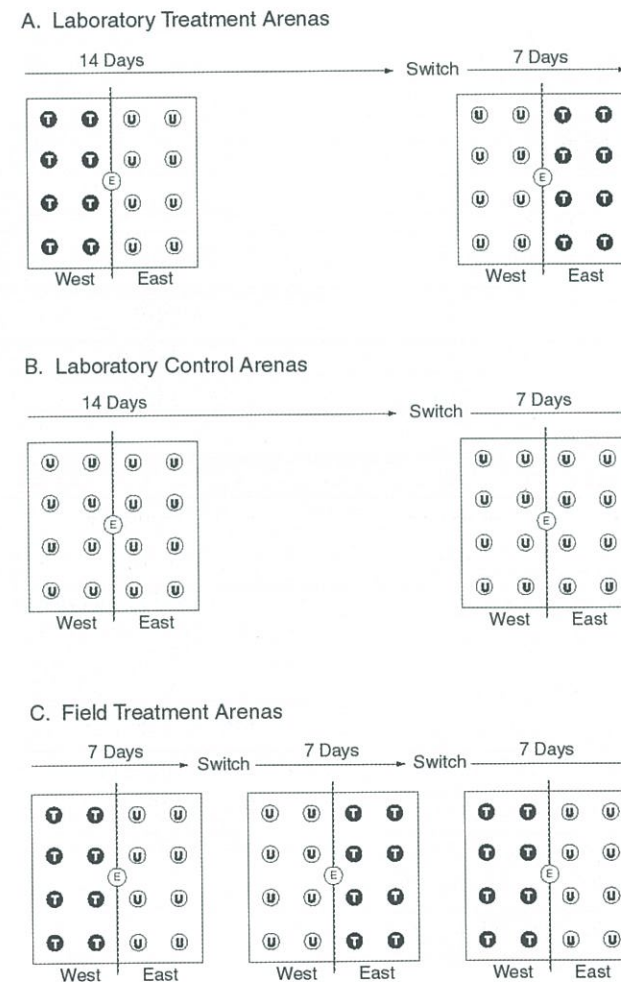 A. Laboratory Treatment Arenas
14 Days Switch 7 Days
T T U U U U T T
T T U U U U T T
E E
T T U U U U T T
T T U U U U T T
West East West East
B. Laboratory Control Arenas
14 Days Switch 7 Days
U U U U U U U U
U U U U U U U U
E E
U U U U U U U U
U U U U U U U U
West East West East
C. Field Treatment Arenas
7 Days Switch 7 Days Switch 7 Days
T T U U U U T T T T U U
T T U U U U T T T T U U
E E E
T T U U U U T T T T U U
T T U U U U T T T T U U
West East West East West East